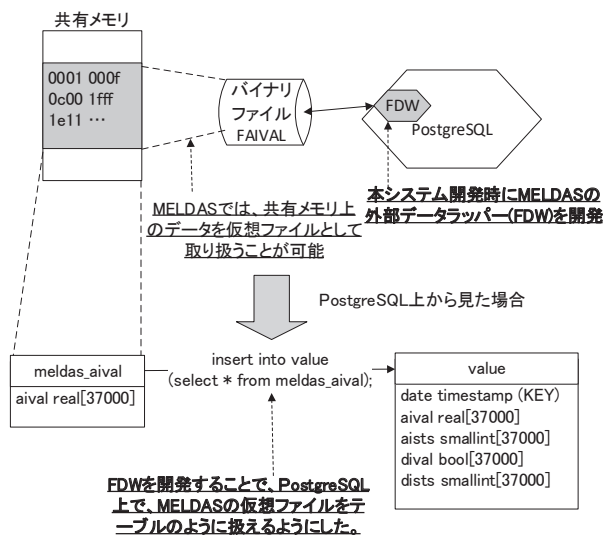 共有メモリ
0001 000f
0c00 1fff
1e11 …
バイナリ
ファイル
FAIVAL
FDW
PostgreSQL
MELDASでは、共有メモリ上
のデータを仮想ファイルとして
取り扱うことが可能
本システム開発時にMELDASの
外部データラッパー(FDW)を開発
PostgreSQL上から見た場合
meldas_aival
aival real[37000]
insert into value
(select * from meldas_aival);
value
date timestamp (KEY)
aival real[37000]
aists smallint[37000]
dival bool[37000]
dists smallint[37000]
FDWを開発することで、PostgreSQL
上で、MELDASの仮想ファイルをテ
ーブルのように扱えるようにした。